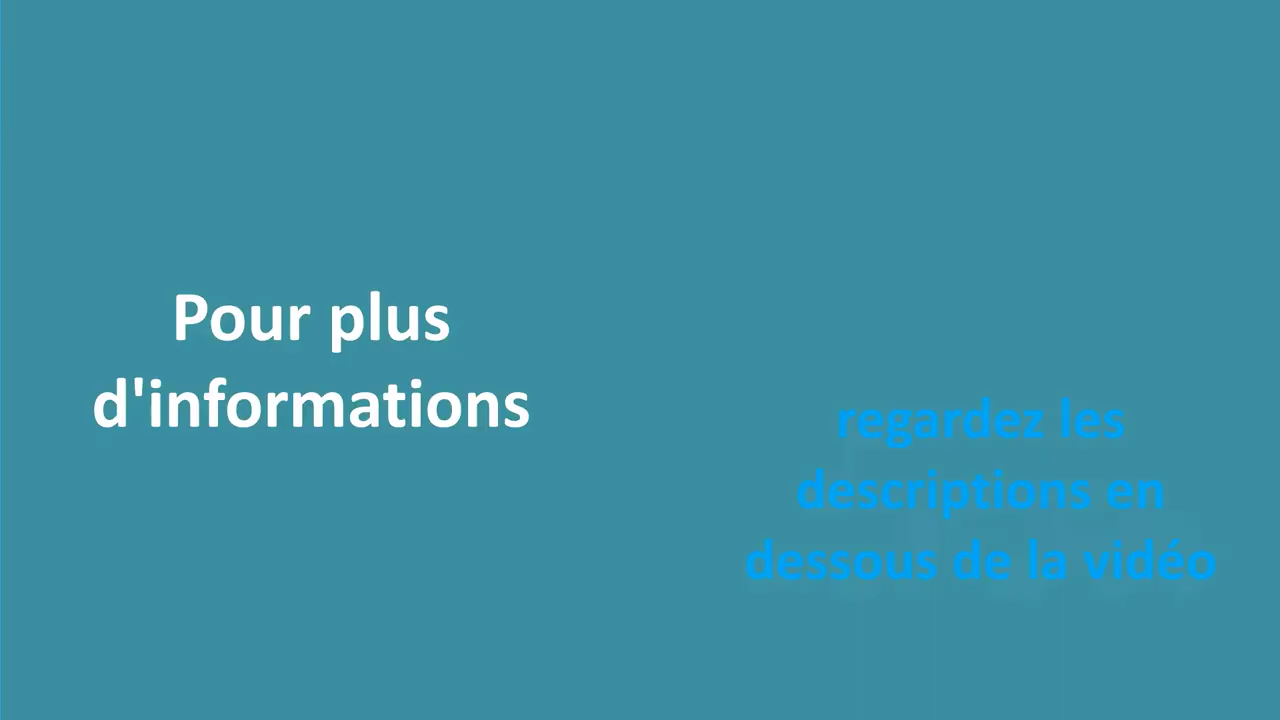 Pour plus
d'informations
regardez les
descriptions en
dessous de la vidéo